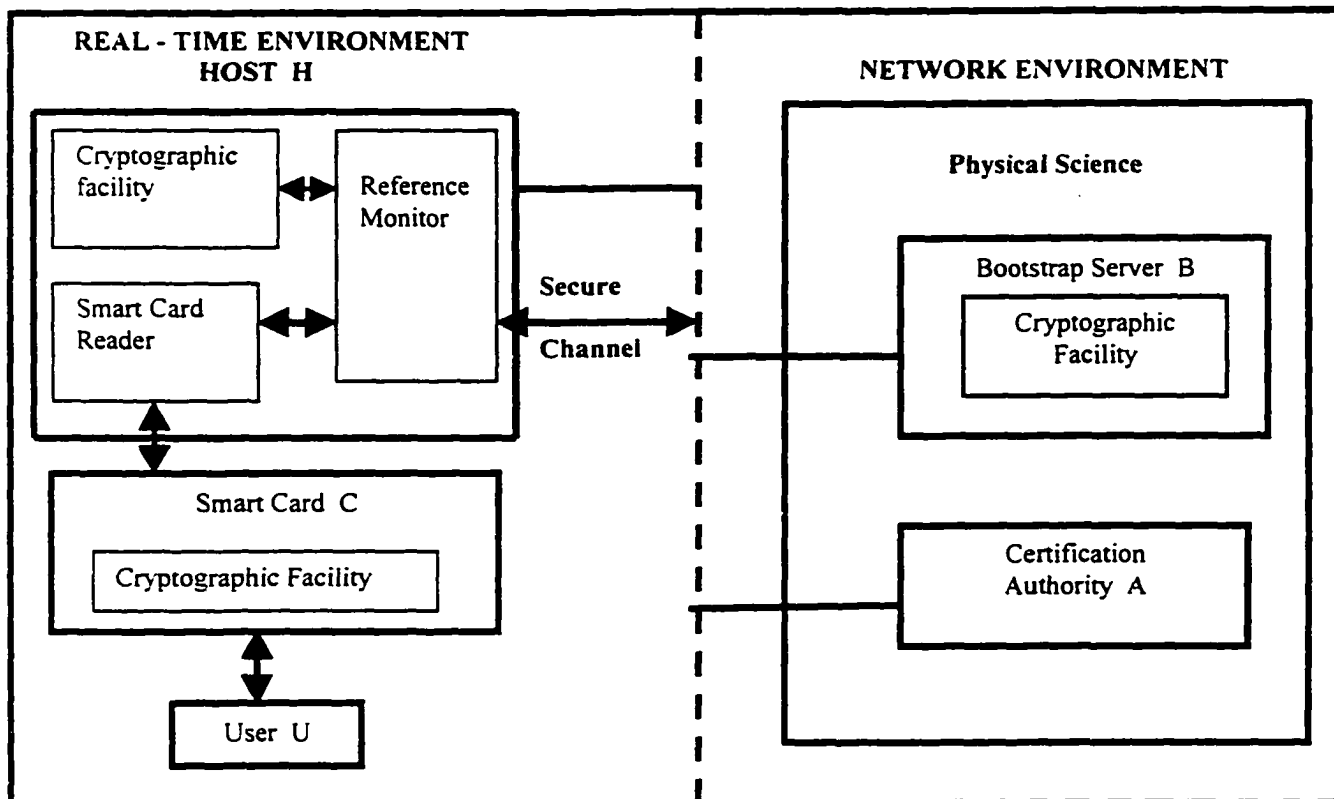 REAL - TIME ENVIRONMENT
HOST H
Cryptographic
facility
Reference
Monitor
Smart Card
Reader
Secure
Channel
Smart Card C
Cryptographic Facility
User U
NETWORK ENVIRONMENT
Physical Science
Bootstrap Server B
Cryptographic
Facility
Certification
Authority A